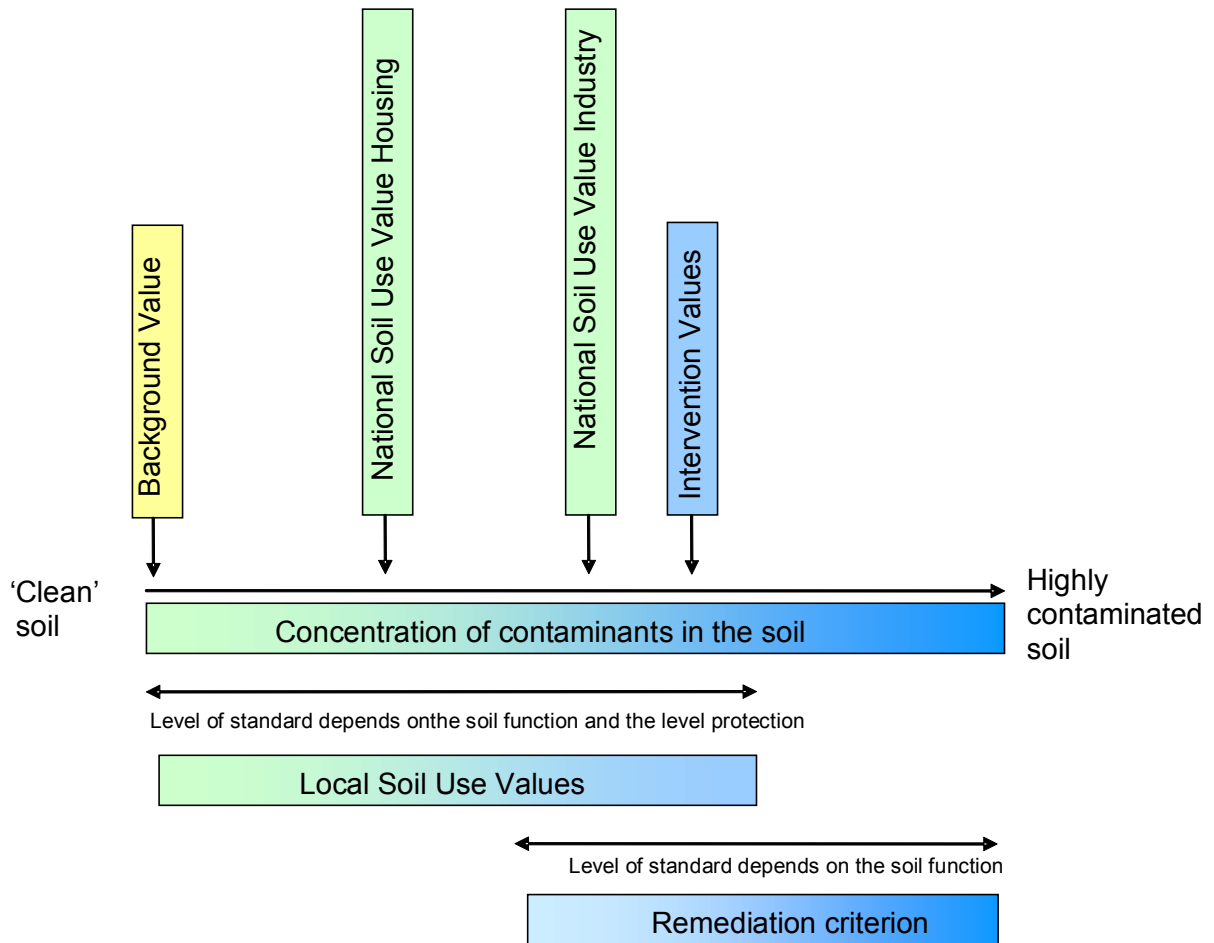 Background Value
National Soil Use Value Housing
National Soil Use Value Industry
Intervention Values
‘Clean’
soil
Highly
contaminated
soil
Concentration of contaminants in the soil
Level of standard depends onthe soil function and the level protection
Local Soil Use Values
Level of standard depends on the soil function
Remediation criterion